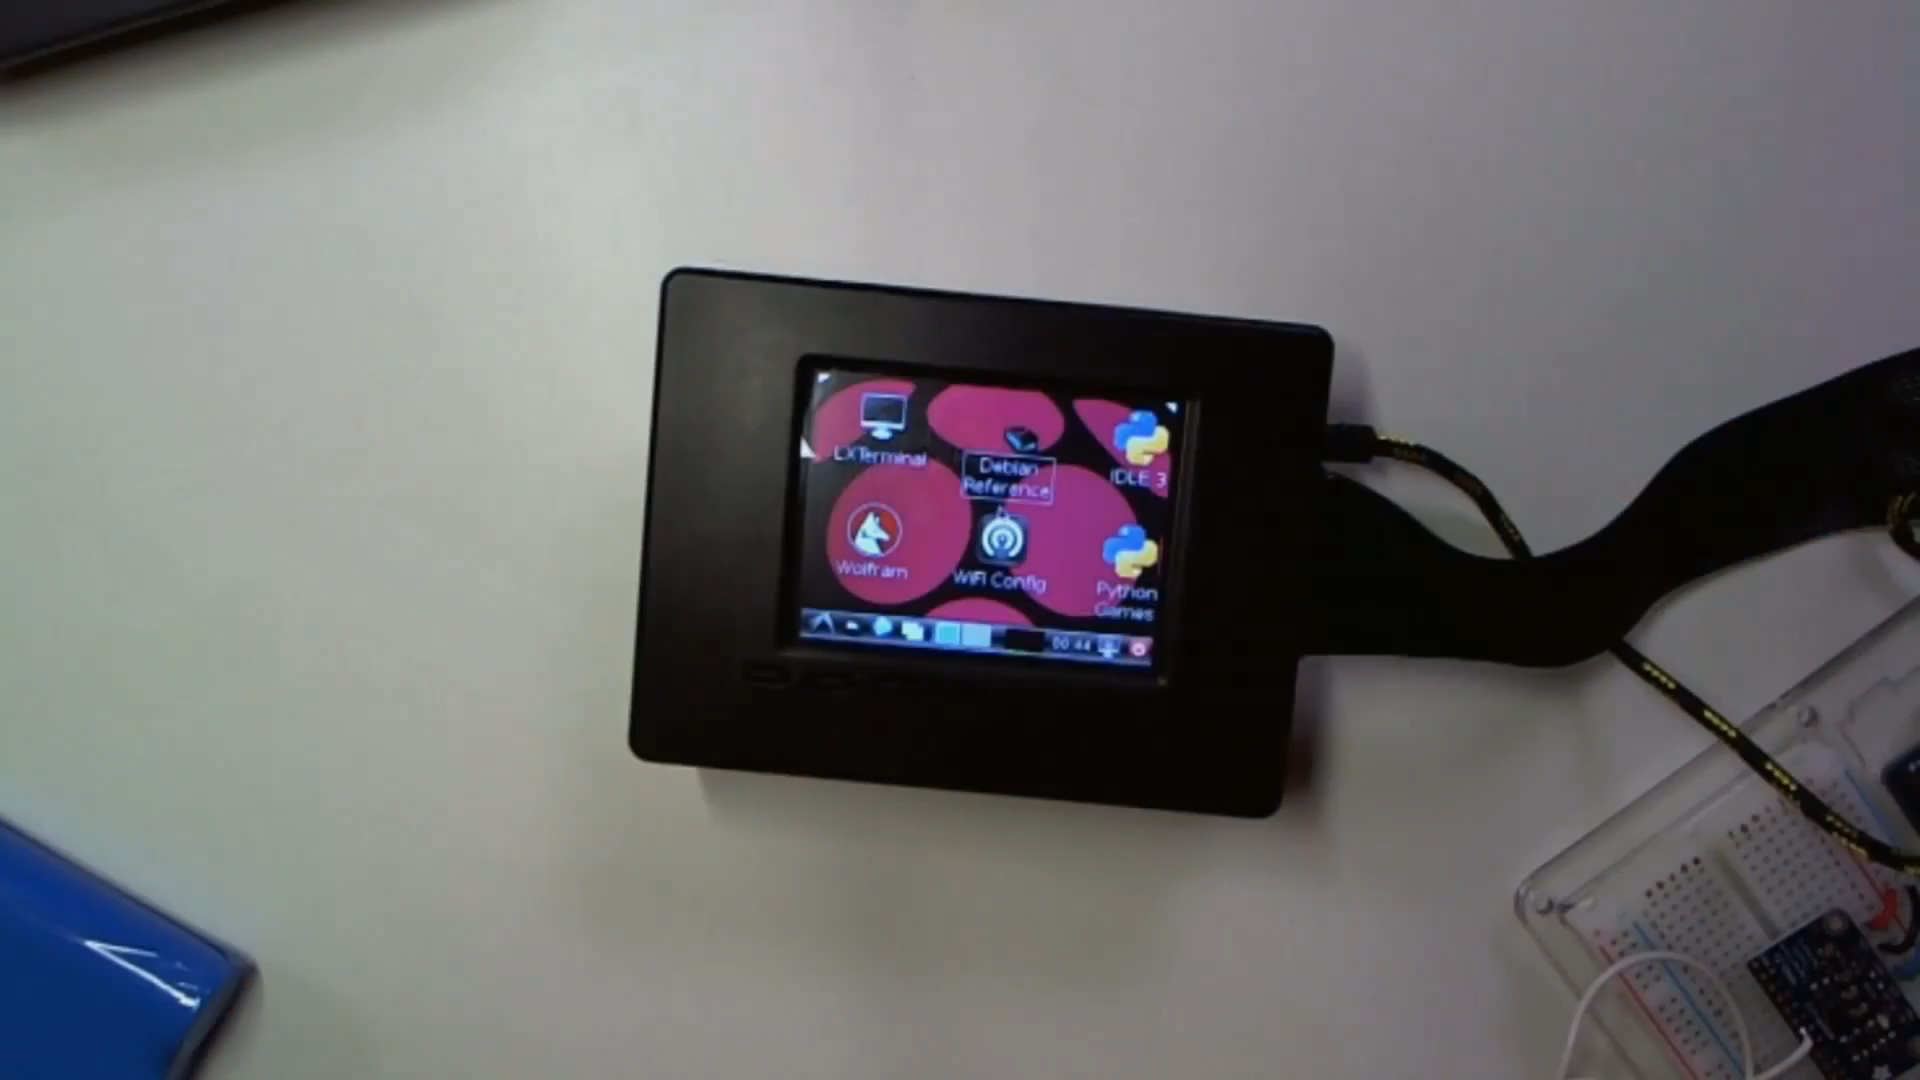 LXTerminal
Debian
Reference
IDLE 3
Wolfram
WiFi Config
Python
Games
00:44